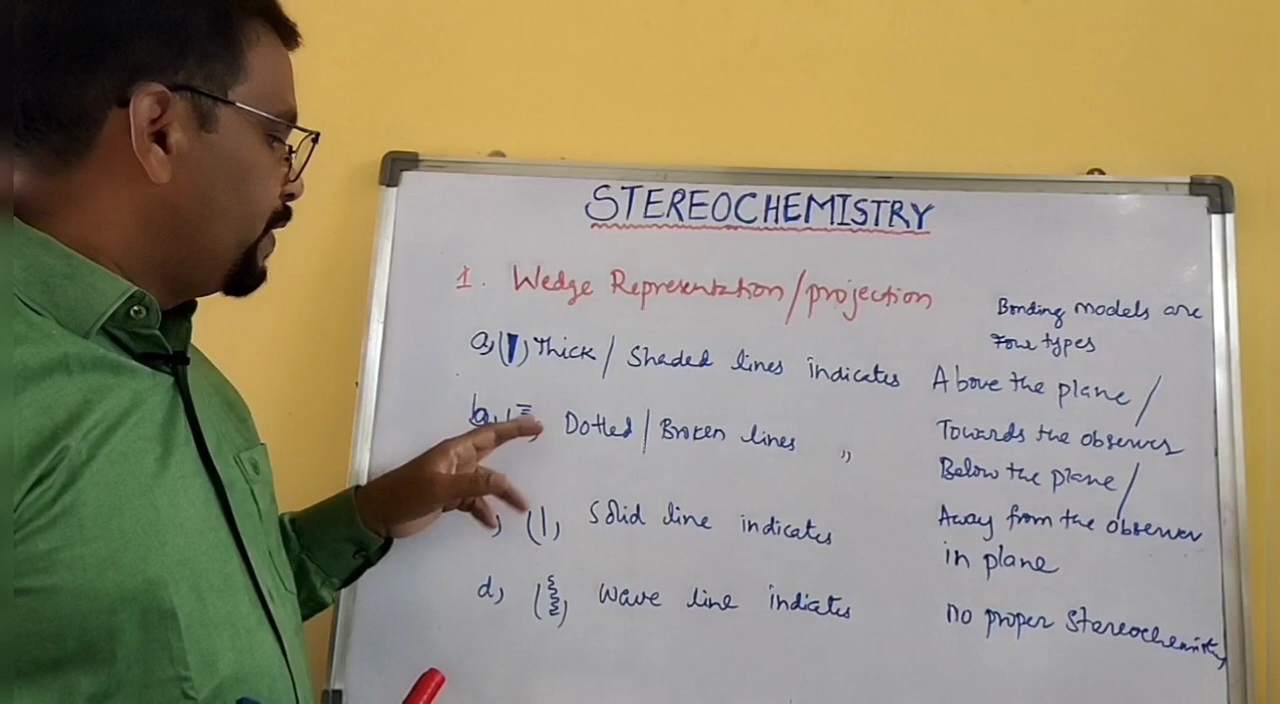 STEREOCHEMISTRY
1. Wedge Representation/projection
Bonding models are
Four types
a) ( ) Thick / Shaded lines indicates Above the plane /
Towards the observer
b) Dotted / Broken lines " Below the plane /
Away from the observer
) (|) Solid line indicates in plane
d) ( ) Wave line indicates no proper Stereochemistry